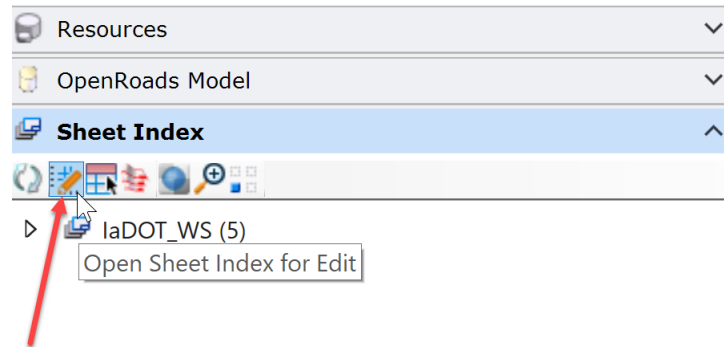 Resources
OpenRoads Model
Sheet Index
IaDOT_WS (5)
Open Sheet Index for Edit